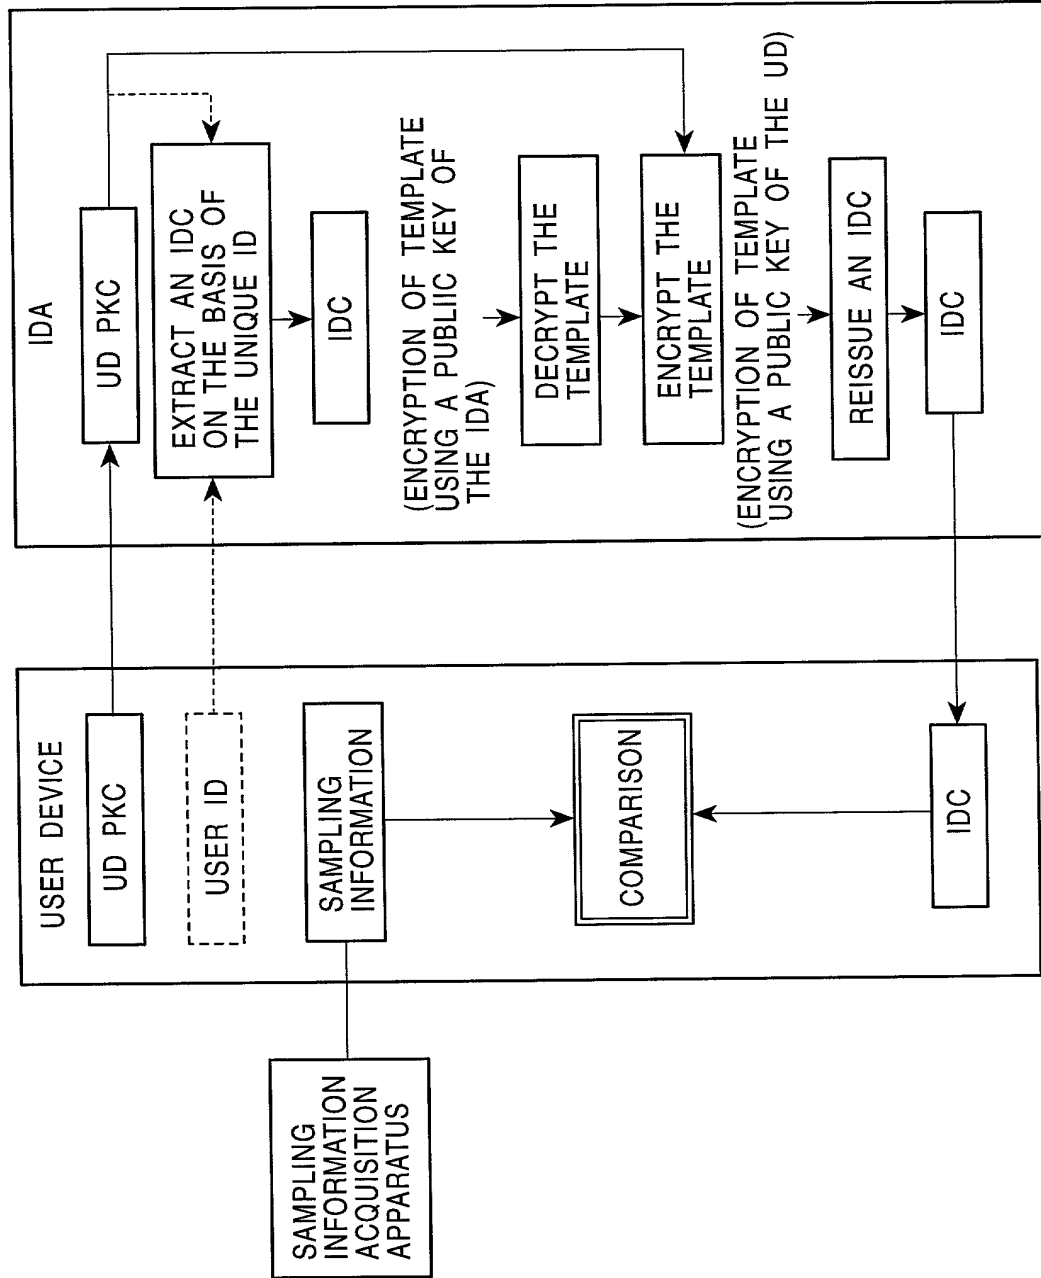 SAMPLING
INFORMATION
ACQUISITION
APPARATUS
USER DEVICE
UD PKC
USER ID
SAMPLING
INFORMATION
COMPARISON
IDC
IDA
UD PKC
EXTRACT AN IDC
ON THE BASIS OF
THE UNIQUE ID
IDC
(ENCRYPTION OF TEMPLATE
USING A PUBLIC KEY OF
THE IDA)
DECRYPT THE
TEMPLATE
ENCRYPT THE
TEMPLATE
(ENCRYPTION OF TEMPLATE
USING A PUBLIC KEY OF THE UD)
REISSUE AN IDC
IDC